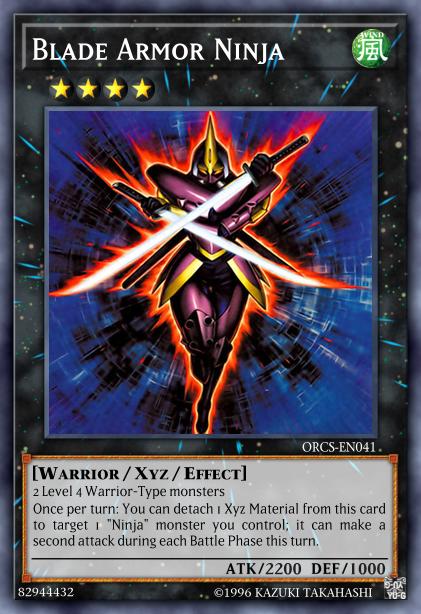 Blade Armor Ninja
WIND
風
ORCS-EN041
[Warrior / Xyz / Effect]
2 Level 4 Warrior-Type monsters
Once per turn: You can detach 1 Xyz Material from this card
to target 1 "Ninja" monster you control; it can make a
second attack during each Battle Phase this turn.
ATK/2200 DEF/1000
82944432
©1996 KAZUKI TAKAHASHI